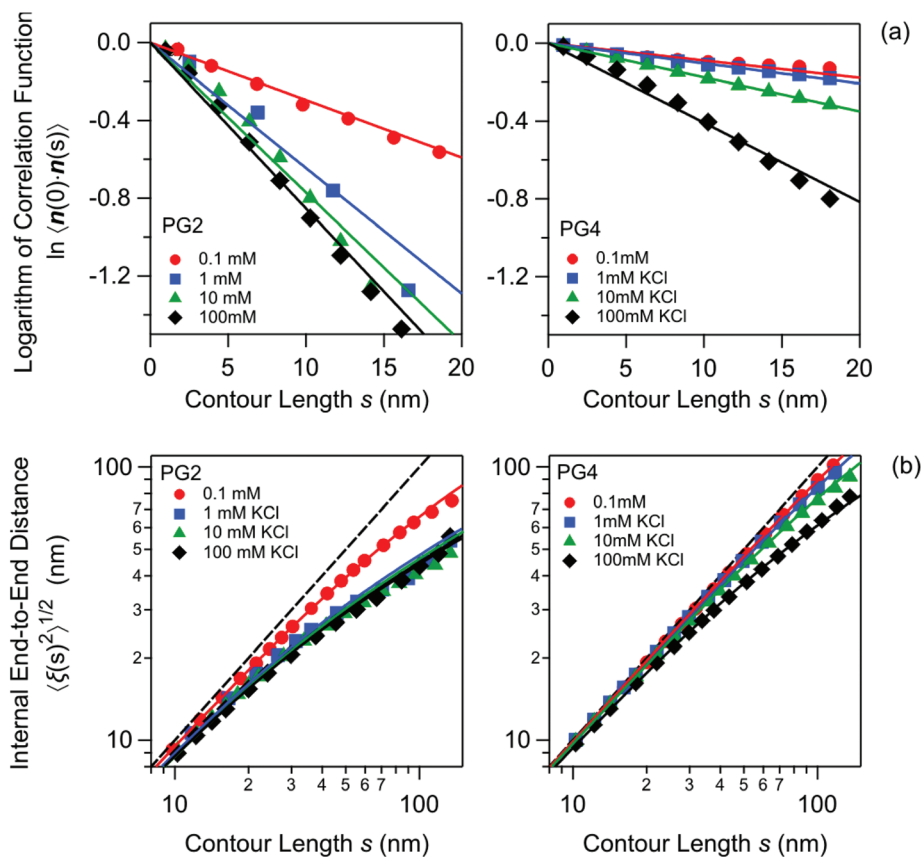 (a)
Logarithm of Correlation Function
ln ⟨n(0)·n(s)⟩
0.0
-0.4
-0.8
-1.2
PG2
0.1 mM
1 mM
10 mM
100mM
0 5 10 15 20
Contour Length s (nm)
0.0
-0.4
-0.8
-1.2
PG4
0.1mM
1mM KCl
10mM KCl
100mM KCl
0 5 10 15 20
Contour Length s (nm)
(b)
Internal End-to-End Distance
⟨ξ(s)²⟩^1/2 (nm)
100
7
6
5
4
3
2
10
PG2
0.1 mM
1 mM KCl
10 mM KCl
100 mM KCl
10 2 3 4 5 6 7 100
Contour Length s (nm)
100
7
6
5
4
3
2
10
PG4
0.1mM
1mM KCl
10mM KCl
100mM KCl
10 2 3 4 5 6 7 100
Contour Length s (nm)